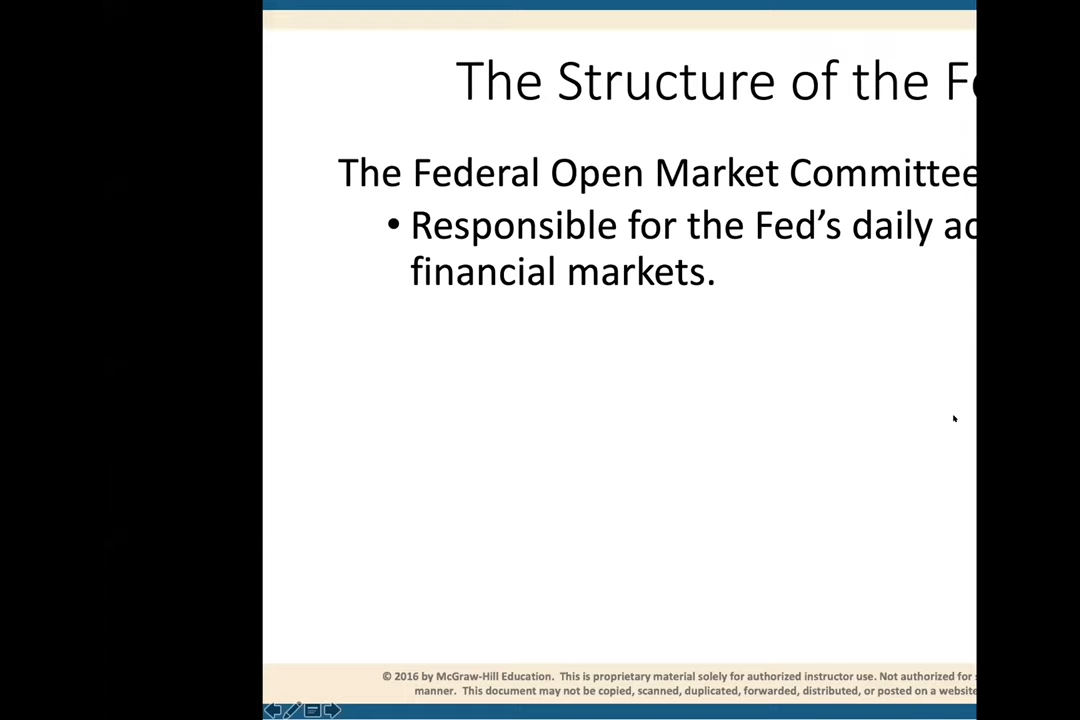 The Structure of the
The Federal Open Market Committee
• Responsible for the Fed’s daily
financial markets.
© 2016 by McGraw-Hill Education. This is proprietary material solely for authorized instructor use. Not authorized for
manner. This document may not be copied, scanned, duplicated, forwarded, distributed, or posted on a website